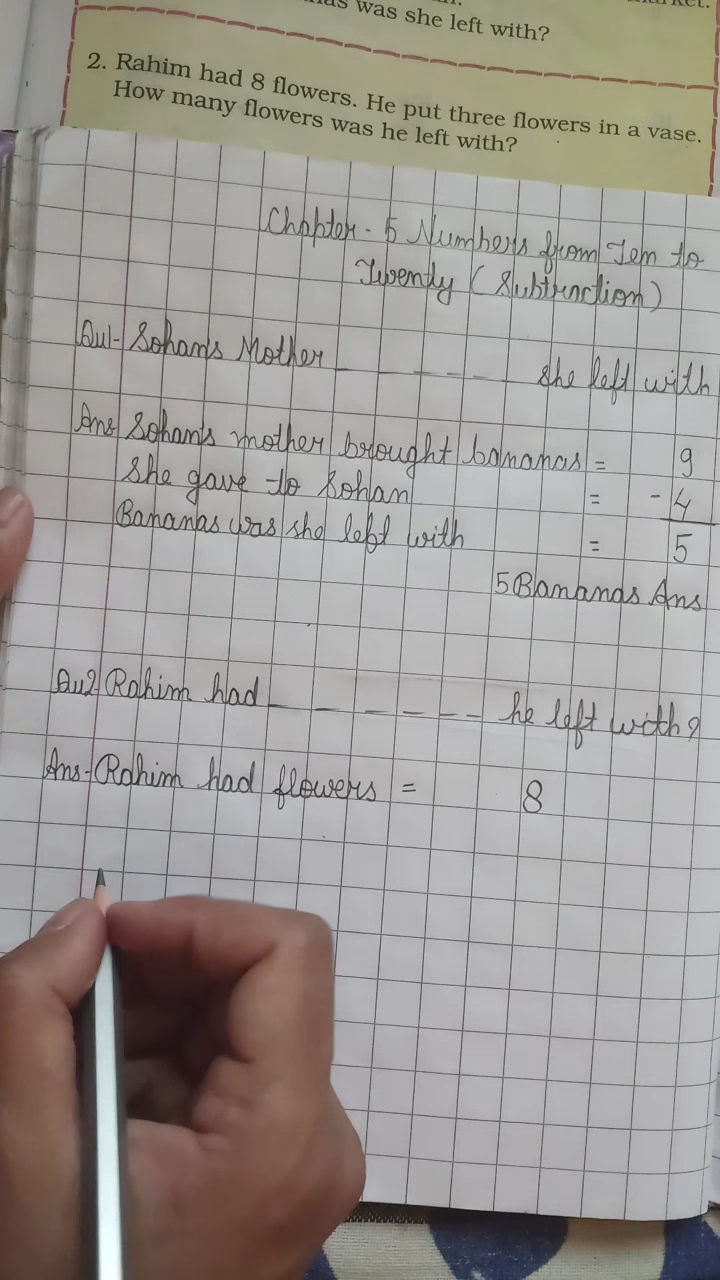 was she left with?
2. Rahim had 8 flowers. He put three flowers in a vase.
How many flowers was he left with?
Chapter - 5 Numbers from Ten to
Twenty (Subtraction)
Qu1- Sohan's Mother _ _ _ _ _ she left with
Ans Sohan's mother brought bananas = 9
She gave to Sohan = - 4
Bananas was she left with = 5
5 Bananas Ans
Qu2 Rahim had _ _ _ _ _ _ he left with?
Ans- Rahim had flowers = 8